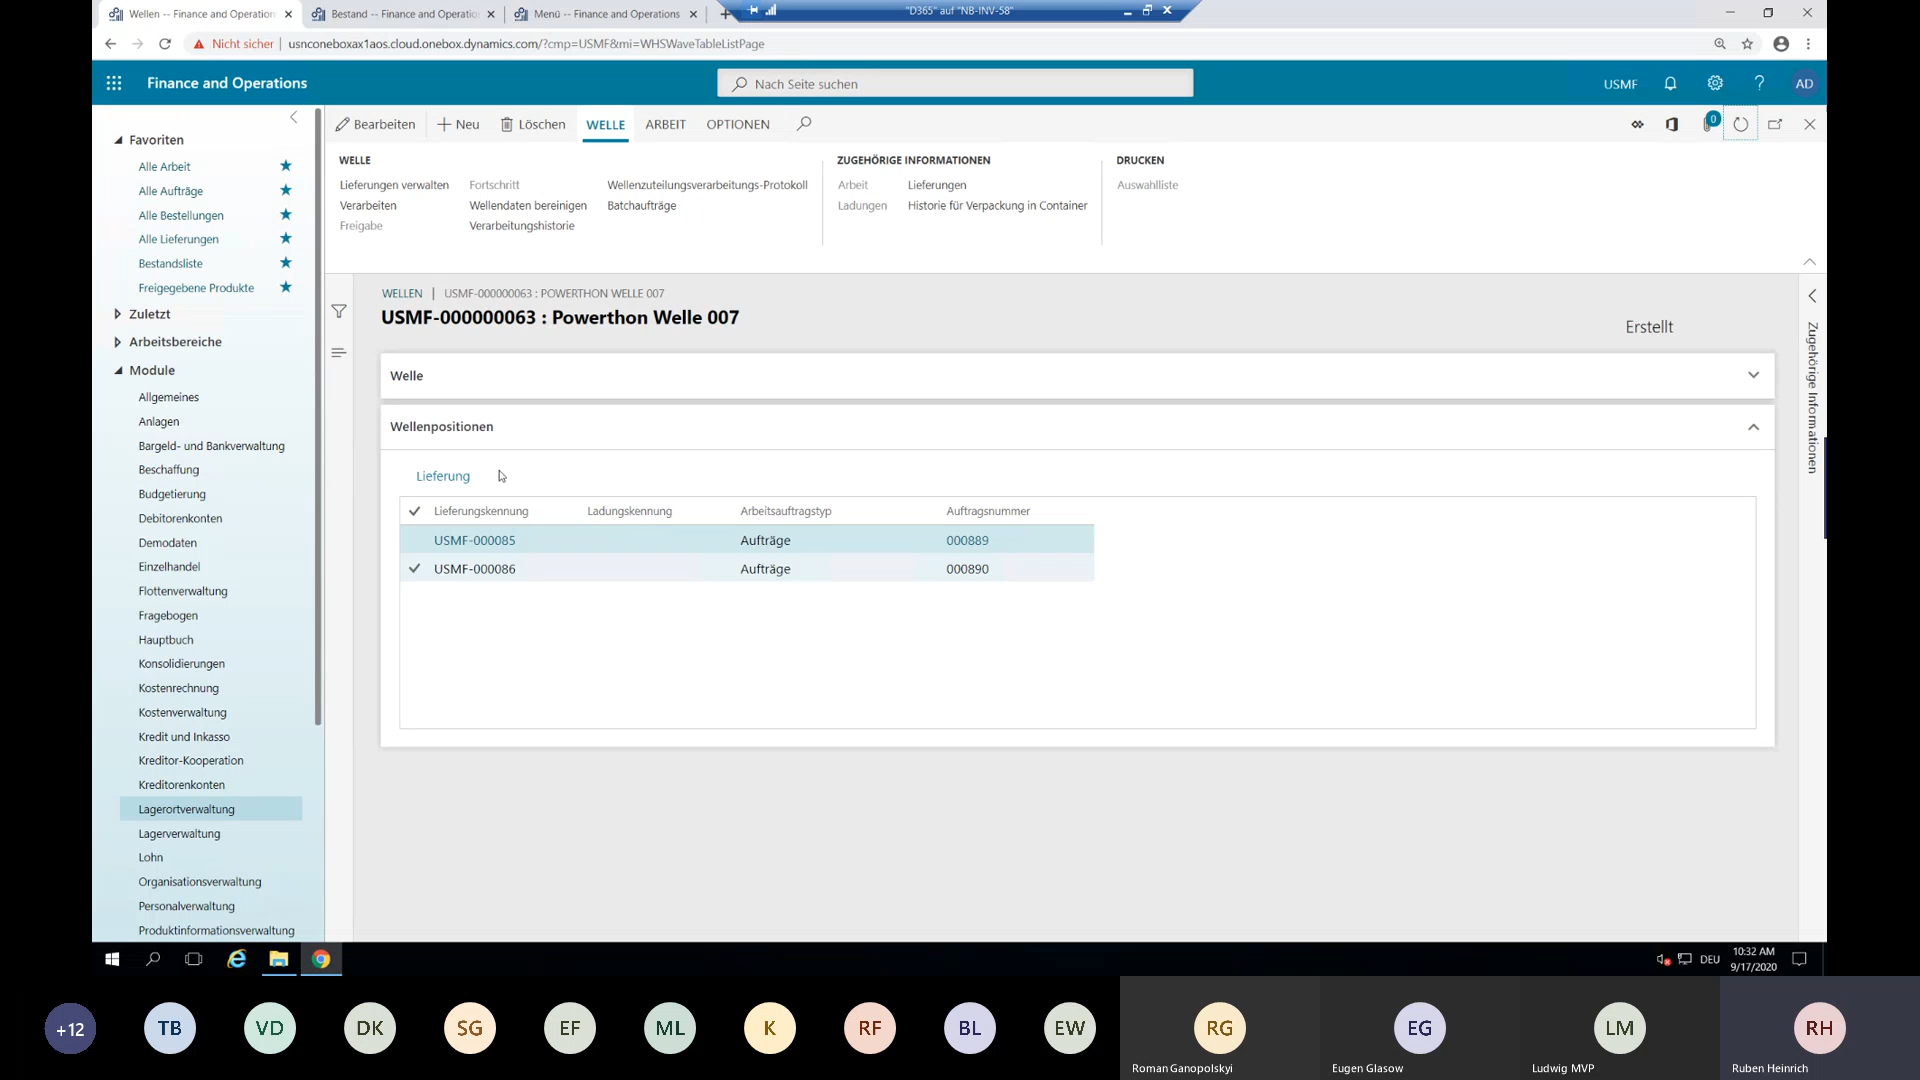 Wellen -- Finance and Operation
Bestand -- Finance and Operatio
Menü -- Finance and Operations
"D365" auf "NB-INV-58"
Nicht sicher | usnconeboxax1aos.cloud.onebox.dynamics.com/?cmp=USMF&mi=WHSWaveTableListPage
Finance and Operations
Nach Seite suchen
USMF
AD
Bearbeiten
Neu
Löschen
WELLE
ARBEIT
OPTIONEN
0
WELLE
Lieferungen verwalten
Verarbeiten
Freigabe
Fortschritt
Wellendaten bereinigen
Verarbeitungshistorie
Wellenzuteilungsverarbeitungs-Protokoll
Batchaufträge
ZUGEHÖRIGE INFORMATIONEN
Arbeit
Ladungen
Lieferungen
Historie für Verpackung in Container
DRUCKEN
Auswahlliste
Favoriten
Alle Arbeit
Alle Aufträge
Alle Bestellungen
Alle Lieferungen
Bestandsliste
Freigegebene Produkte
Zuletzt
Arbeitsbereiche
Module
Allgemeines
Anlagen
Bargeld- und Bankverwaltung
Beschaffung
Budgetierung
Debitorenkonten
Demodaten
Einzelhandel
Flottenverwaltung
Fragebogen
Hauptbuch
Konsolidierungen
Kostenrechnung
Kostenverwaltung
Kredit und Inkasso
Kreditor-Kooperation
Kreditorenkonten
Lagerortverwaltung
Lagerverwaltung
Lohn
Organisationsverwaltung
Personalverwaltung
Produktinformationsverwaltung
WELLEN | USMF-000000063 : POWERTHON WELLE 007
USMF-000000063 : Powerthon Welle 007
Erstellt
Welle
Wellenpositionen
Lieferung
Lieferungskennung Ladungskennung Arbeitsauftragstyp Auftragsnummer
USMF-000085 Aufträge 000889
USMF-000086 Aufträge 000890
Zugehörige Informationen
DEU
10:32 AM
9/17/2020
+12
TB
VD
DK
SG
EF
ML
K
RF
BL
EW
RG
EG
LM
RH
Roman Ganopolskyi
Eugen Glasow
Ludwig MVP
Ruben Heinrich